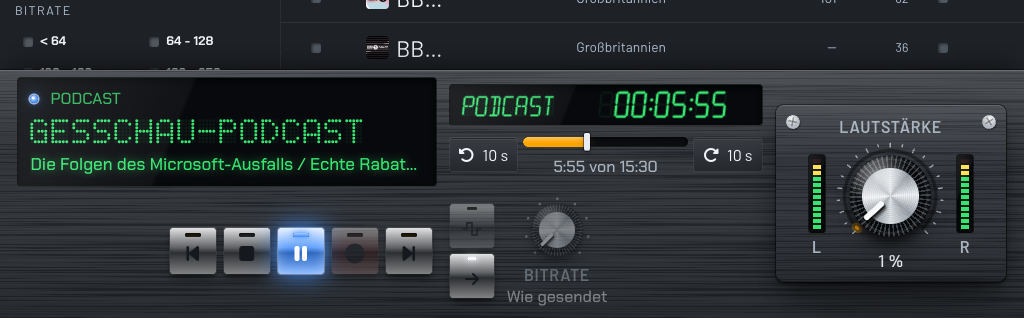 BITRATE
< 64
64 - 128
BB...
Großbritannien
BB...
Großbritannien
—
36
PODCAST
GESSCHAU-PODCAST
Die Folgen des Microsoft-Ausfalls / Echte Rabat...
PODCAST
00:05:55
10 s
5:55 von 15:30
10 s
BITRATE
Wie gesendet
LAUTSTÄRKE
L
R
1 %